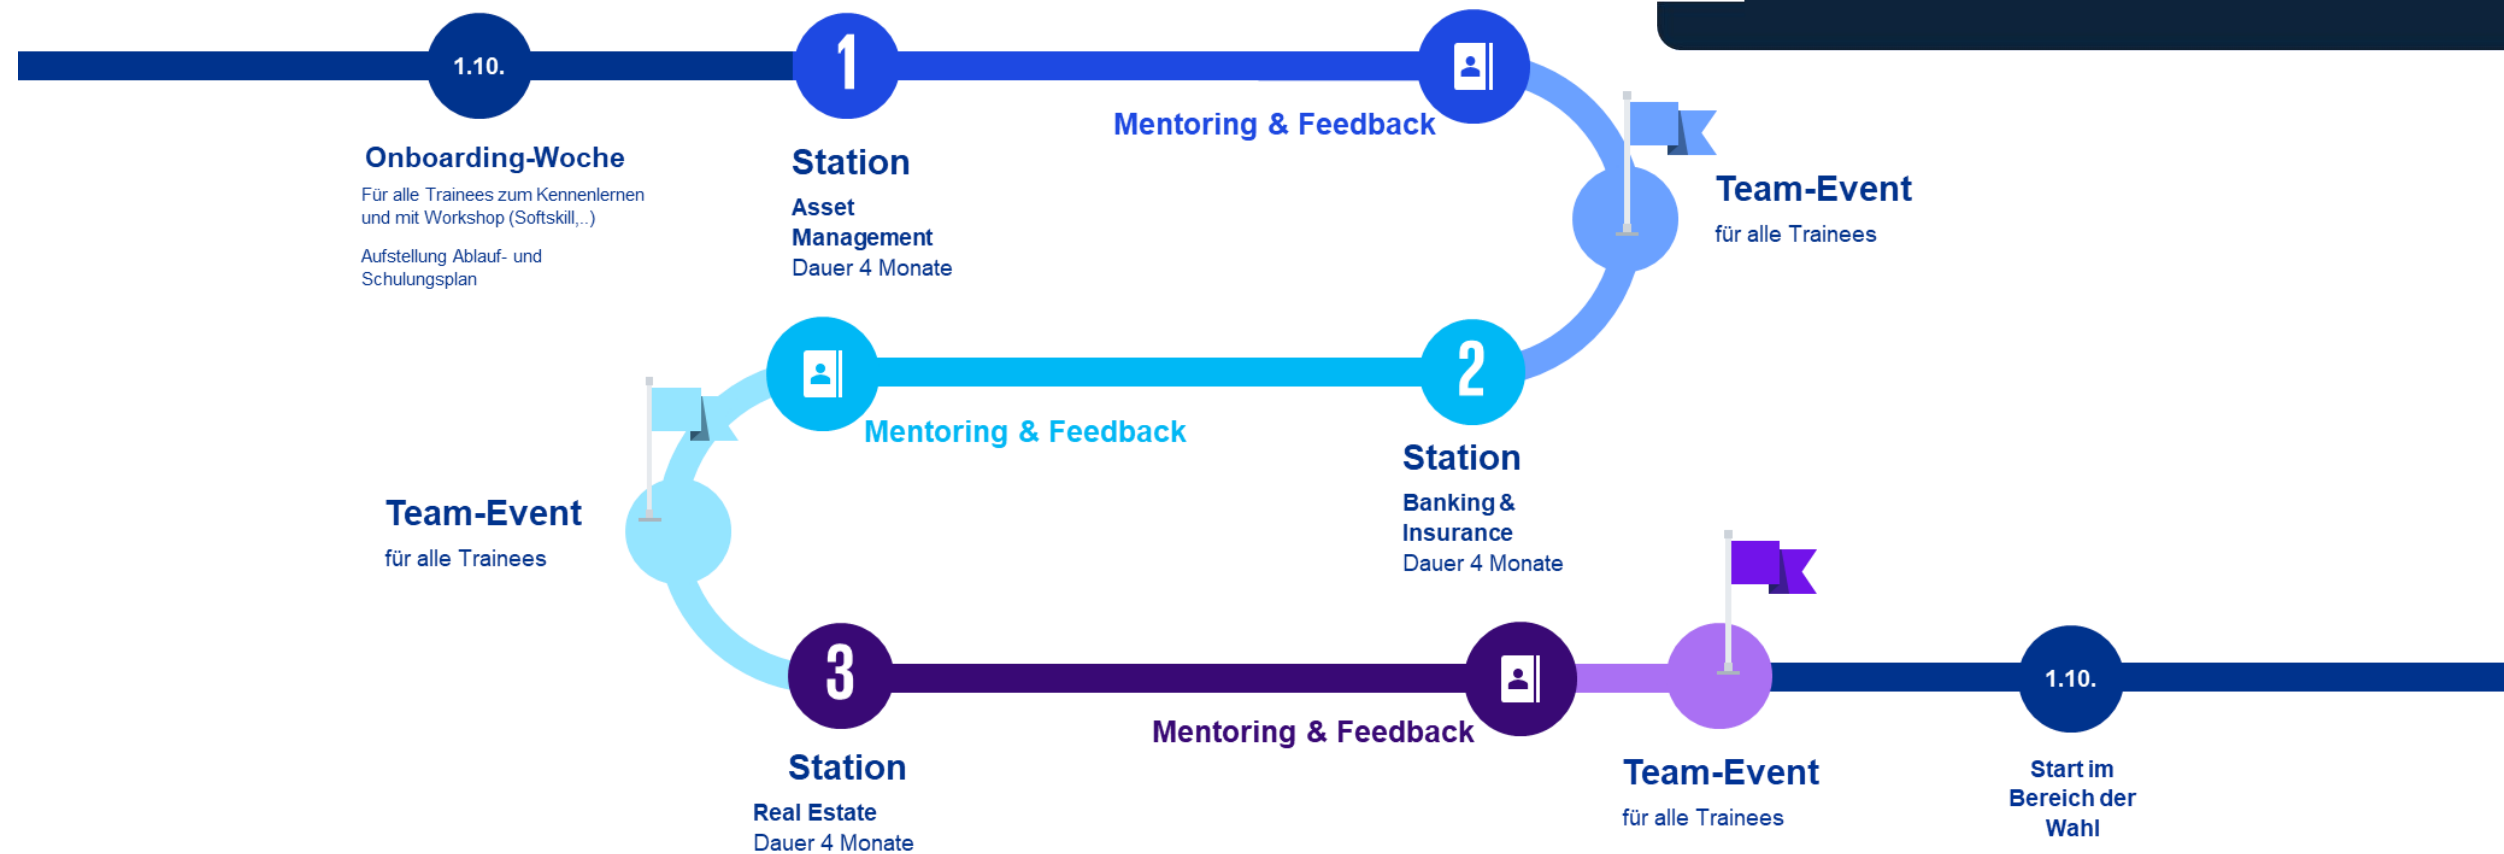 1.10.
Onboarding-Woche
Für alle Trainees zum Kennenlernen
und mit Workshop (Softskill,..)
Aufstellung Ablauf- und
Schulungsplan
1
Station
Asset
Management
Dauer 4 Monate
Mentoring & Feedback
Team-Event
für alle Trainees
2
Station
Banking &
Insurance
Dauer 4 Monate
Mentoring & Feedback
Team-Event
für alle Trainees
3
Station
Real Estate
Dauer 4 Monate
Mentoring & Feedback
Team-Event
für alle Trainees
1.10.
Start im
Bereich der
Wahl